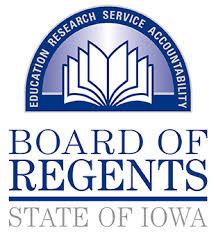 EDUCATION RESEARCH SERVICE ACCOUNTABILITY
BOARD OF
REGENTS
STATE OF IOWA